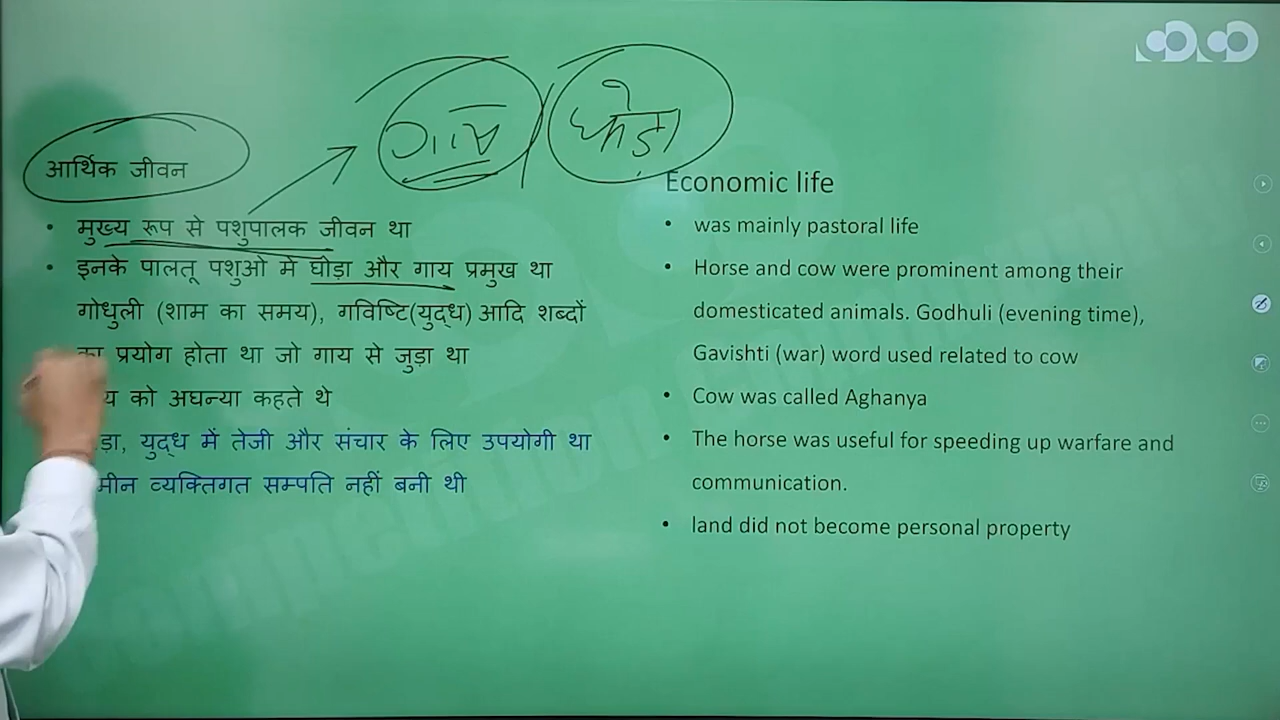 गाय घोड़ा
आर्थिक जीवन
• मुख्य रूप से पशुपालक जीवन था
• इनके पालतू पशुओ में घोड़ा और गाय प्रमुख था
गोधुली (शाम का समय), गविष्टि(युद्ध) आदि शब्दों
का प्रयोग होता था जो गाय से जुड़ा था
को अघन्या कहते थे
युद्ध में तेजी और संचार के लिए उपयोगी था
व्यक्तिगत सम्पति नहीं बनी थी
Economic life
• was mainly pastoral life
• Horse and cow were prominent among their
domesticated animals. Godhuli (evening time),
Gavishti (war) word used related to cow
• Cow was called Aghanya
• The horse was useful for speeding up warfare and
communication.
• land did not become personal property